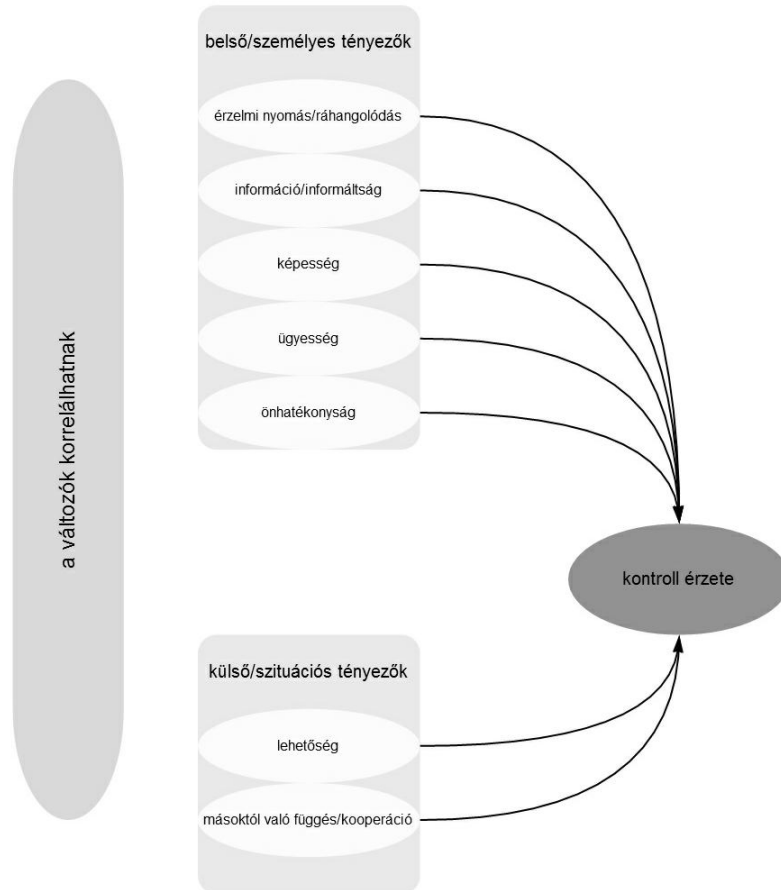 belső/személyes tényezők
érzelmi nyomás/ráhangolódás
információ/informáltság
képesség
ügyesség
önhatékonyság
a változók korrelálhatnak
kontroll érzete
külső/szituációs tényezők
lehetőség
másoktól való függés/kooperáció